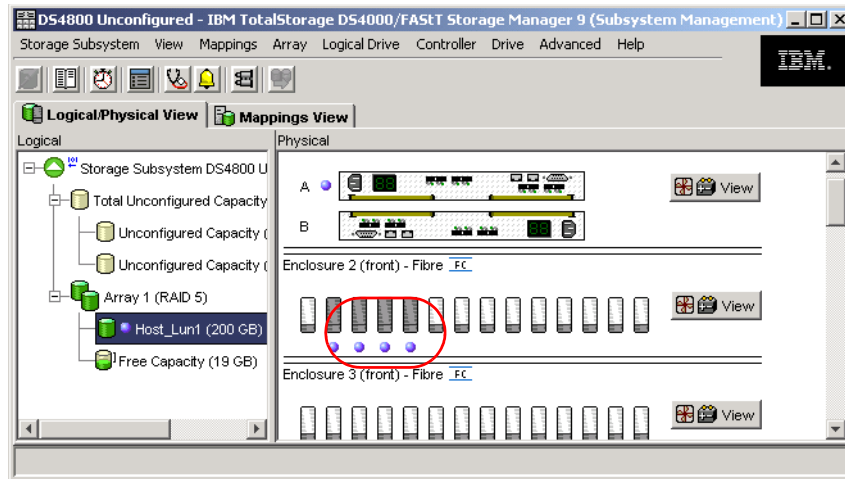 DS4800 Unconfigured - IBM TotalStorage DS4000/FAStT Storage Manager 9 (Subsystem Management)
Storage Subsystem View Mappings Array Logical Drive Controller Drive Advanced Help
IBM.
Logical/Physical View Mappings View
Logical Physical
Storage Subsystem DS4800 U
Total Unconfigured Capacity
Unconfigured Capacity (
Unconfigured Capacity (
Array 1 (RAID 5)
Host_Lun1 (200 GB)
Free Capacity (19 GB)
A
88
View
B
88
Enclosure 2 (front) - Fibre FC
View
Enclosure 3 (front) - Fibre FC
View